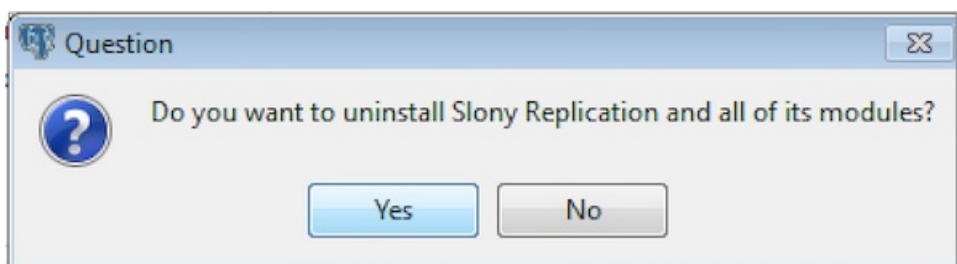 Question
Do you want to uninstall Slony Replication and all of its modules?
Yes
No